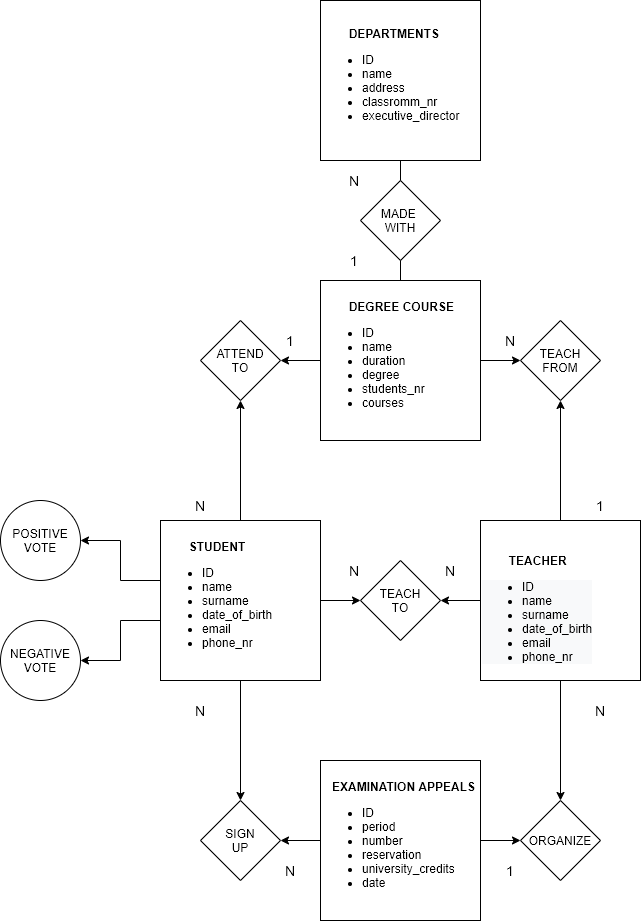 DEPARTMENTS
ID
name
address
classromm_nr
executive_director
N
MADE
WITH
1
DEGREE COURSE
ID
name
duration
degree
students_nr
courses
1
ATTEND
TO
N
TEACH
FROM
N
1
POSITIVE
VOTE
NEGATIVE
VOTE
STUDENT
ID
name
surname
date_of_birth
email
phone_nr
N
TEACH
TO
N
TEACHER
ID
name
surname
date_of_birth
email
phone_nr
N
N
SIGN
UP
N
EXAMINATION APPEALS
ID
period
number
reservation
university_credits
date
1
ORGANIZE